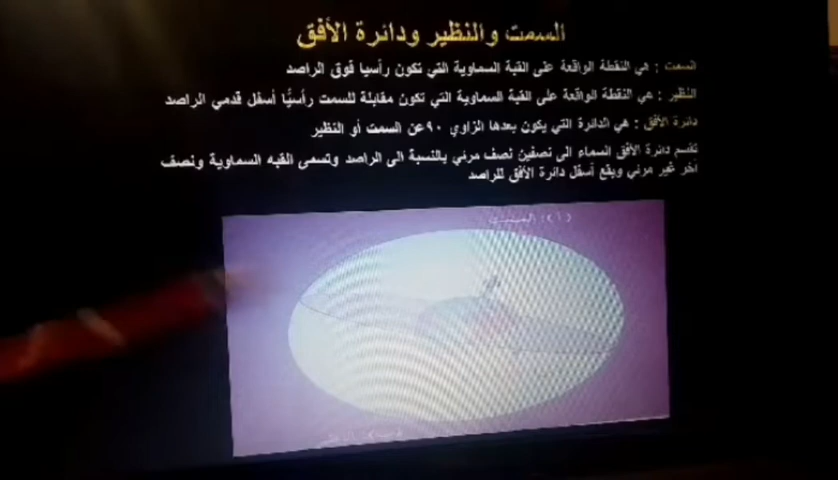 السمت والنظير ودائرة الأفق
السمت : هي النقطة الواقعة على القبة السماوية التي تكون رأسيا فوق الراصد
النظير : هي النقطة الواقعة على القبة السماوية التي تكون مقابلة للسمت رأسيًا أسفل قدمي الراصد
دائرة الأفق : هي الدائرة التي يكون بعدها الزاوي ٩٠عن السمت أو النظير
تقسم دائرة الأفق السماء الى نصفين نصف مرئي بالنسبة الى الراصد وتسمى القبه السماوية ونصف
آخر غير مرئي ويقع أسفل دائرة الأفق للراصد
السمت